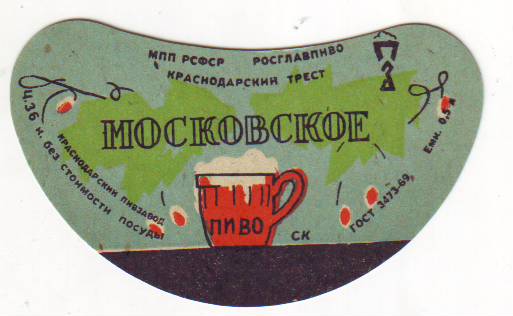 МПП РСФСР РОСГЛАВПИВО
КРАСНОДАРСКИЙ ТРЕСТ
МОСКОВСКОЕ
КРАСНОДАРСКИЙ ПИВЗАВОД
Ц. 36 к. без стоимости посуды
ПИВО
СК
ГОСТ 3473-69
Емк. 0,5 л